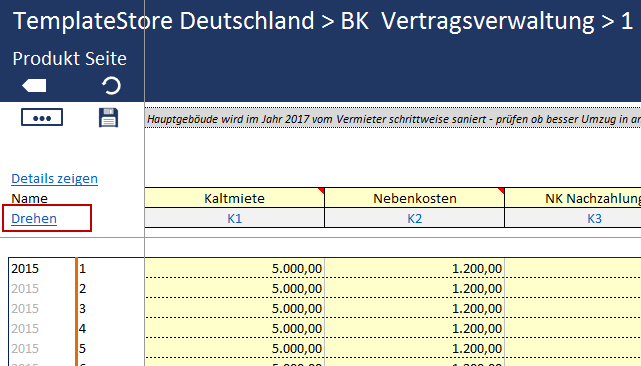 TemplateStore Deutschland > BK Vertragsverwaltung > 1
Produkt Seite
Hauptgebäude wird im Jahr 2017 vom Vermieter schrittweise saniert - prüfen ob besser Umzug in
Details zeigen
Name Kaltmiete Nebenkosten NK Nachzahlung
Drehen K1 K2 K3
2015 1 5.000,00 1.200,00
2015 2 5.000,00 1.200,00
2015 3 5.000,00 1.200,00
2015 4 5.000,00 1.200,00
2015 5 5.000,00 1.200,00